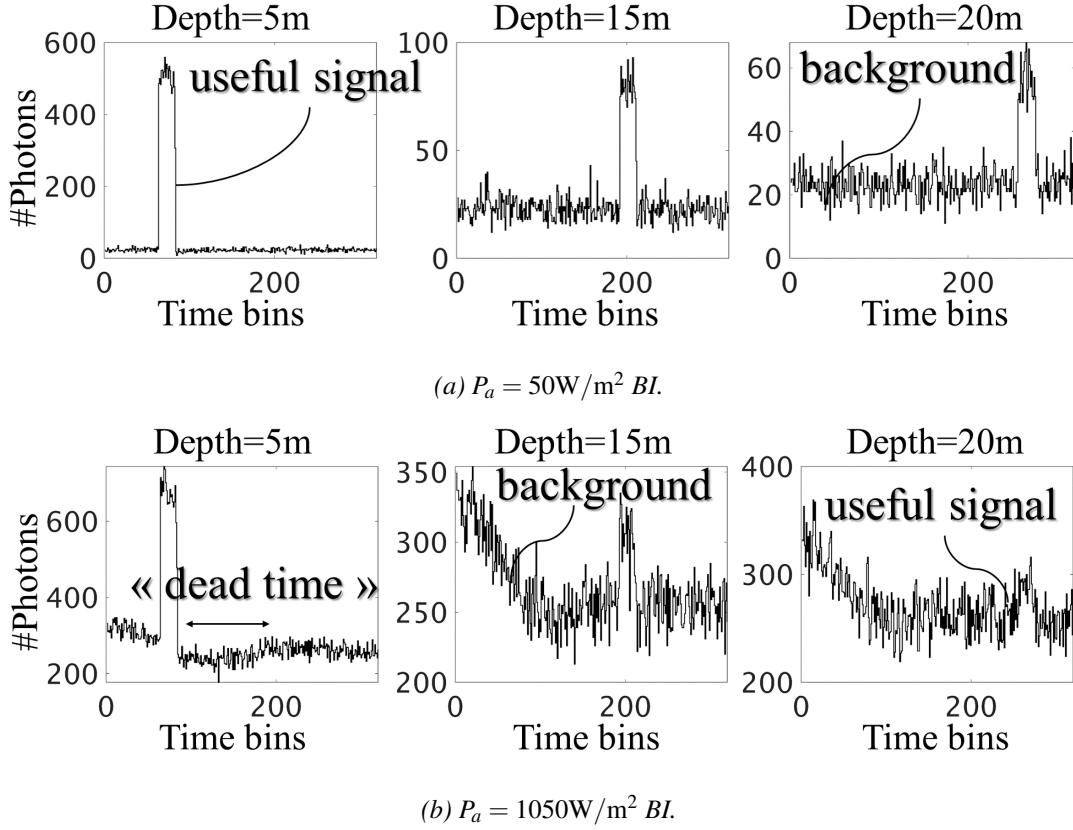 Depth=5m Depth=15m Depth=20m
600 100 60
useful signal background
400 40
#Photons 50
200 20
0 0 0
0 200 0 200 0 200
Time bins Time bins Time bins
(a) P_a = 50W/m² BI.
Depth=5m Depth=15m Depth=20m
600 350 400
background useful signal
« dead time »
#Photons 400 300 300
250
200 200 200
200 0 200 0 200
Time bins Time bins Time bins
(b) P_a = 1050W/m² BI.